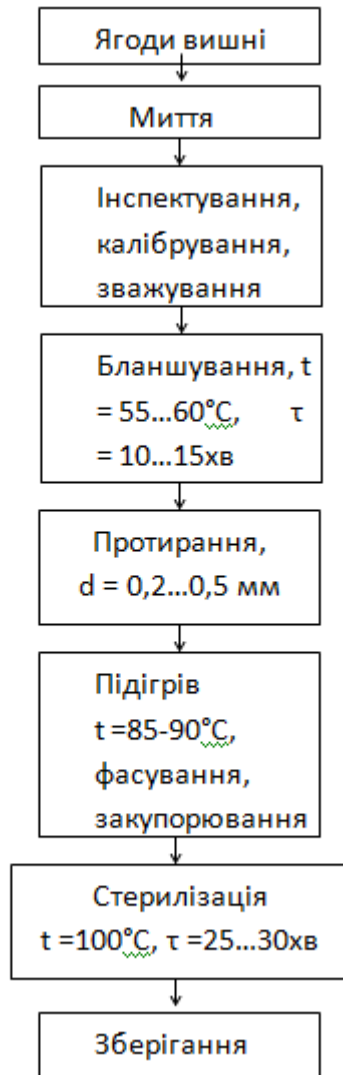 Ягоди вишні
Миття
Інспектування,
калібрування,
зважування
Бланшування, t
= 55...60°С, τ
= 10...15хв
Протирання,
d = 0,2...0,5 мм
Підігрів
t =85-90°С,
фасування,
закупорювання
Стерилізація
t =100°С, τ =25...30хв
Зберігання